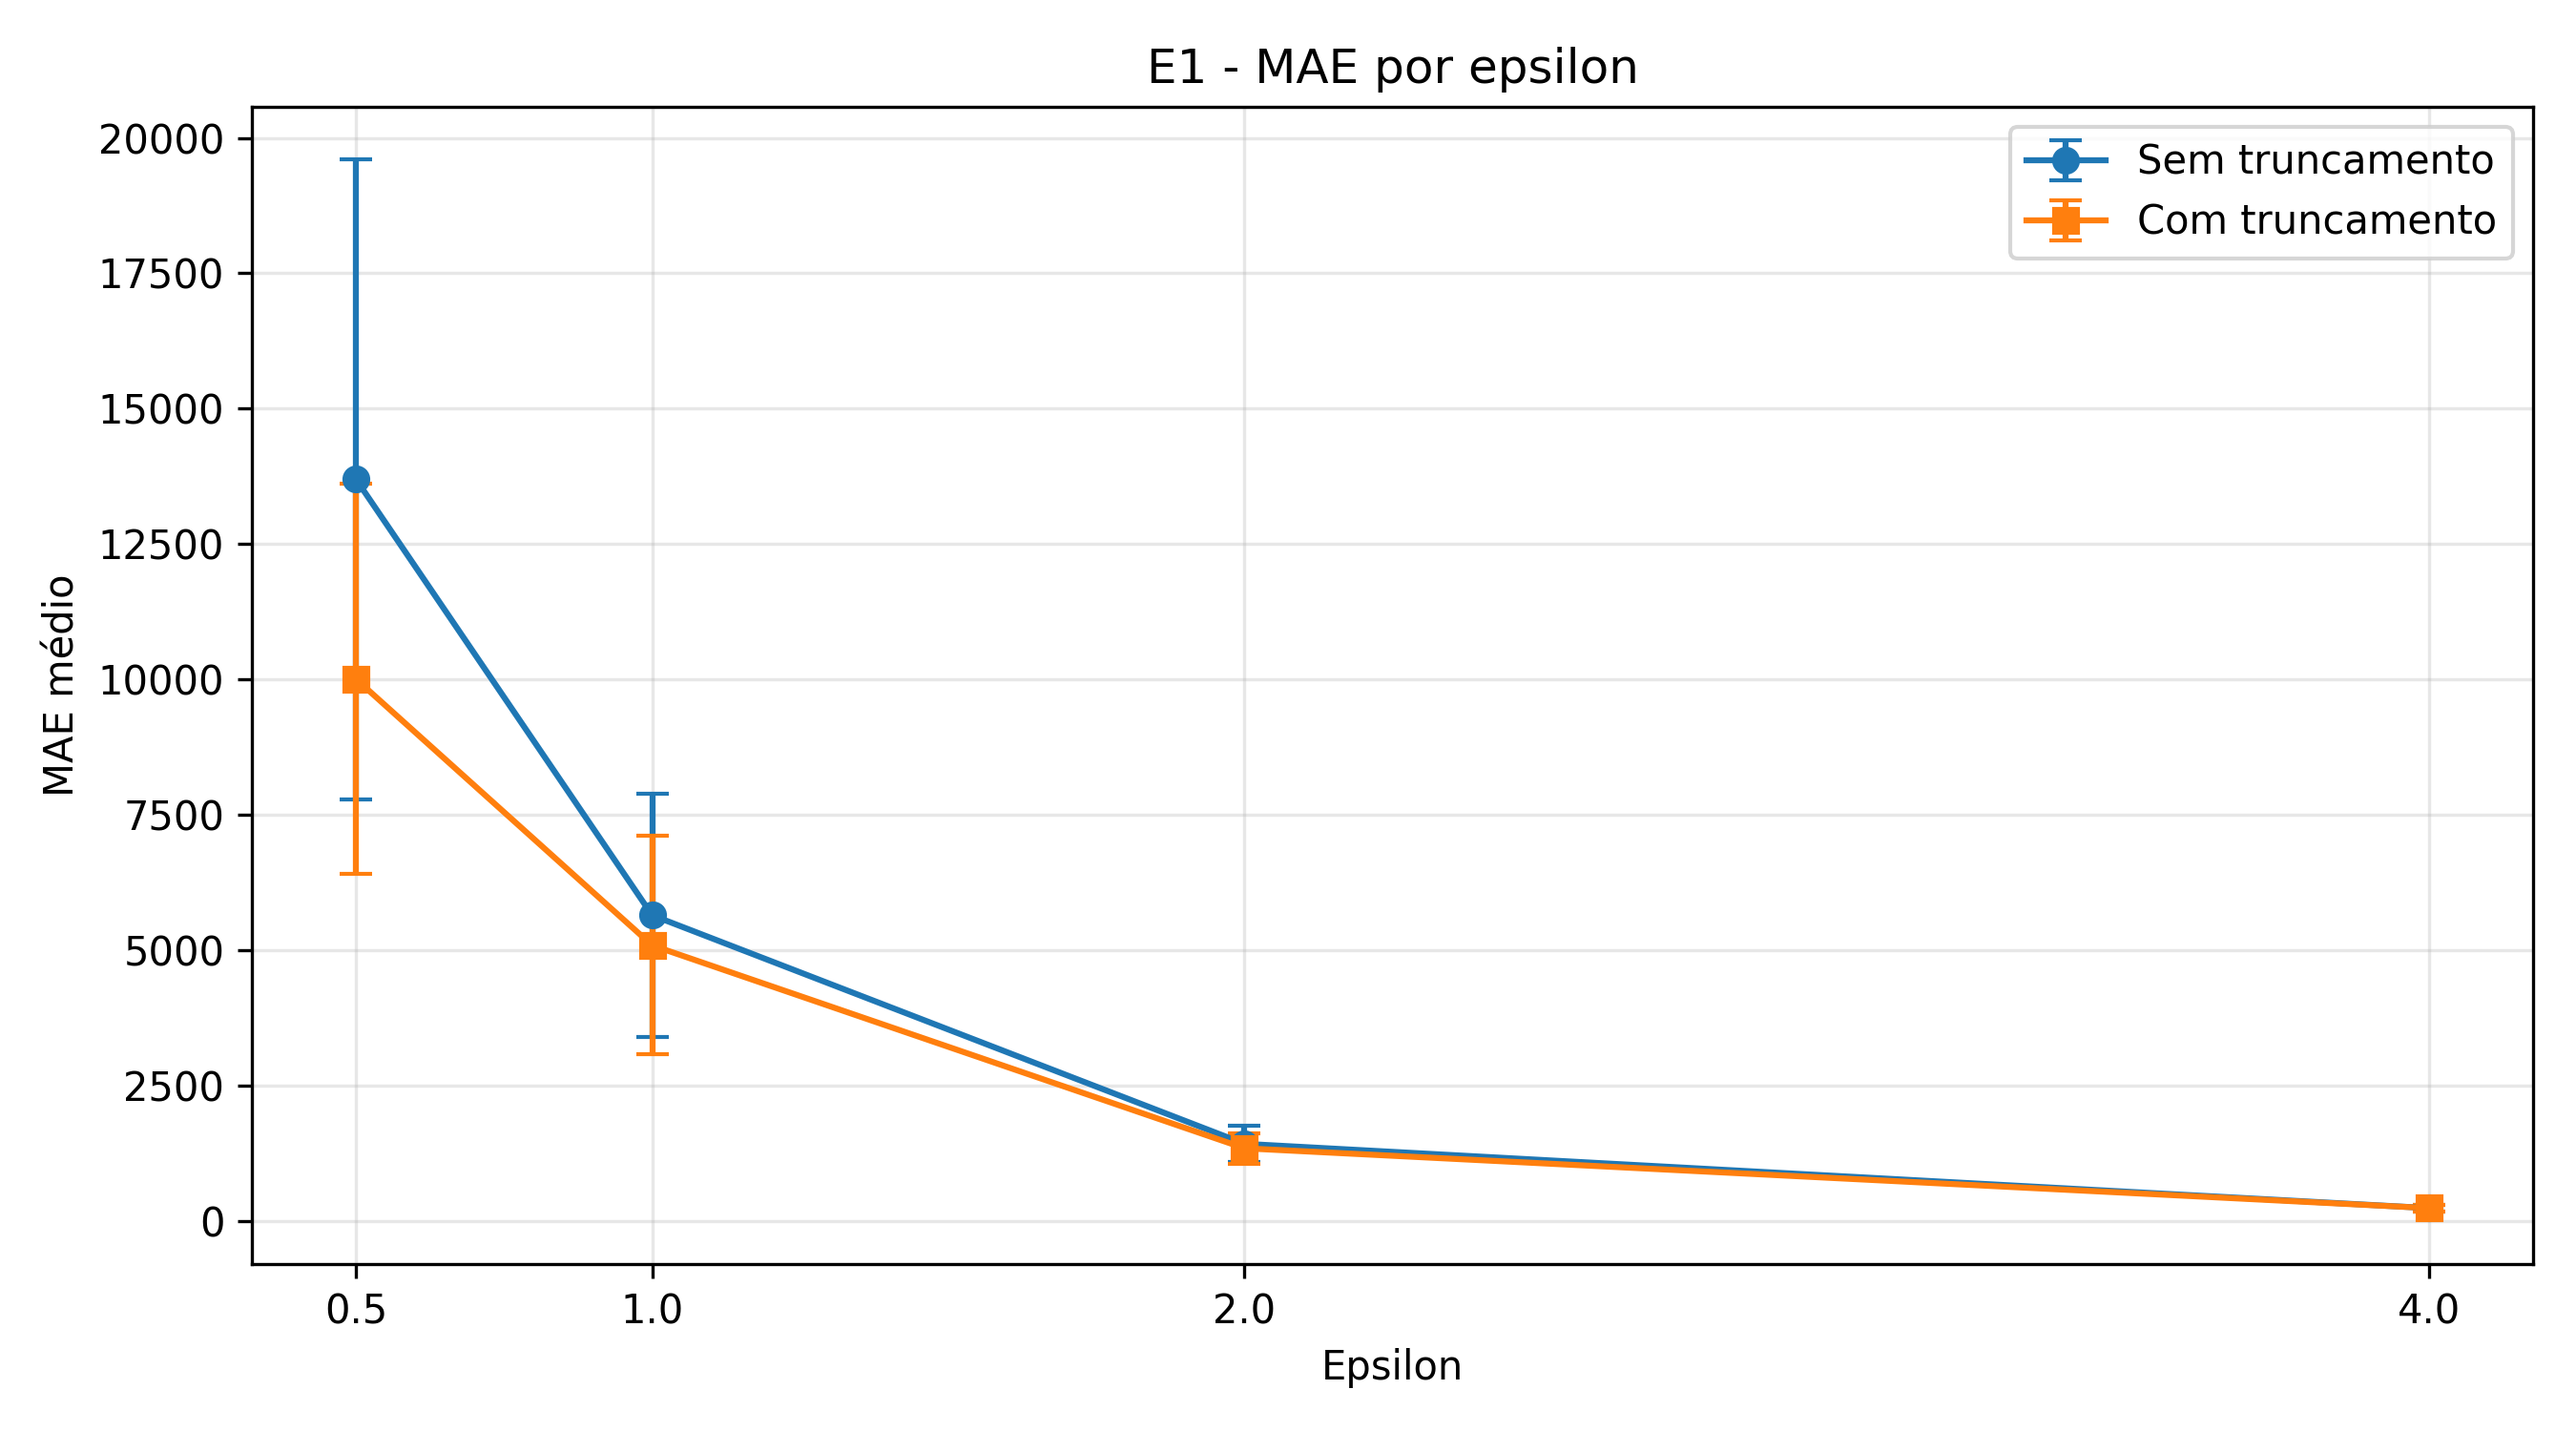 E1 - MAE por epsilon
Sem truncamento
Com truncamento
MAE médio
20000
17500
15000
12500
10000
7500
5000
2500
0
0.5 1.0 2.0 4.0
Epsilon